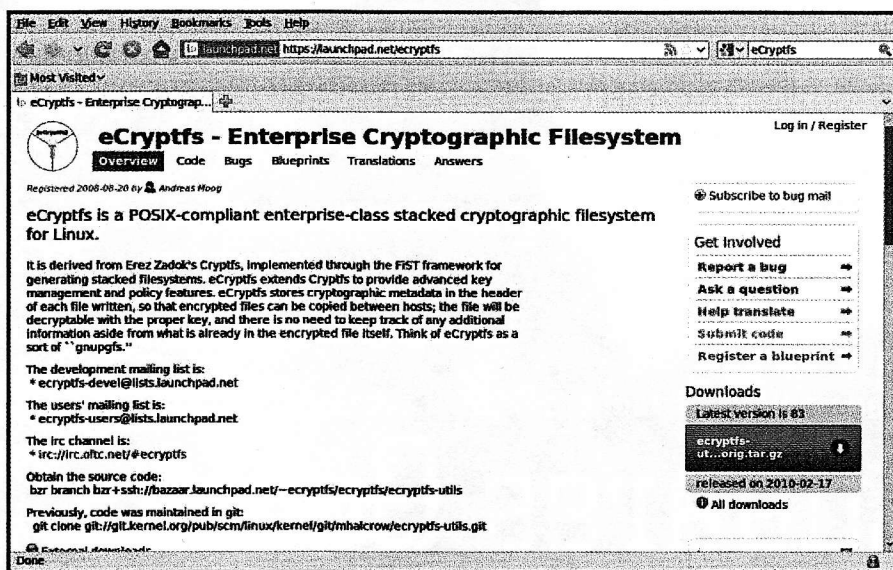 File Edit View History Bookmarks Tools Help
launchpad.net https://launchpad.net/ecryptfs eCryptfs
Most Visited
eCryptfs - Enterprise Cryptograp...
Log in / Register
eCryptfs - Enterprise Cryptographic Filesystem
Overview Code Bugs Blueprints Translations Answers
Registered 2008-08-20 by Andreas Moog
eCryptfs is a POSIX-compliant enterprise-class stacked cryptographic filesystem
for Linux.
It is derived from Erez Zadok's Cryptfs, implemented through the FiST framework for
generating stacked filesystems. eCryptfs extends Cryptfs to provide advanced key
management and policy features. eCryptfs stores cryptographic metadata in the header
of each file written, so that encrypted files can be copied between hosts; the file will be
decryptable with the proper key, and there is no need to keep track of any additional
information aside from what is already in the encrypted file itself. Think of eCryptfs as a
sort of ``gnupgfs.''
The development mailing list is:
* ecryptfs-devel@lists.launchpad.net
The users' mailing list is:
* ecryptfs-users@lists.launchpad.net
The irc channel is:
* irc://irc.oftc.net/#ecryptfs
Obtain the source code:
bzr branch bzr+ssh://bazaar.launchpad.net/~ecryptfs/ecryptfs/ecryptfs-utils
Previously, code was maintained in git:
git clone git://git.kernel.org/pub/scm/linux/kernel/git/mhalcrow/ecryptfs-utils.git
External downloads
Subscribe to bug mail
Get Involved
Report a bug
Ask a question
Help translate
Submit code
Register a blueprint
Downloads
Latest version is 83
ecryptfs-
ut...orig.tar.gz
released on 2010-02-17
All downloads
Done